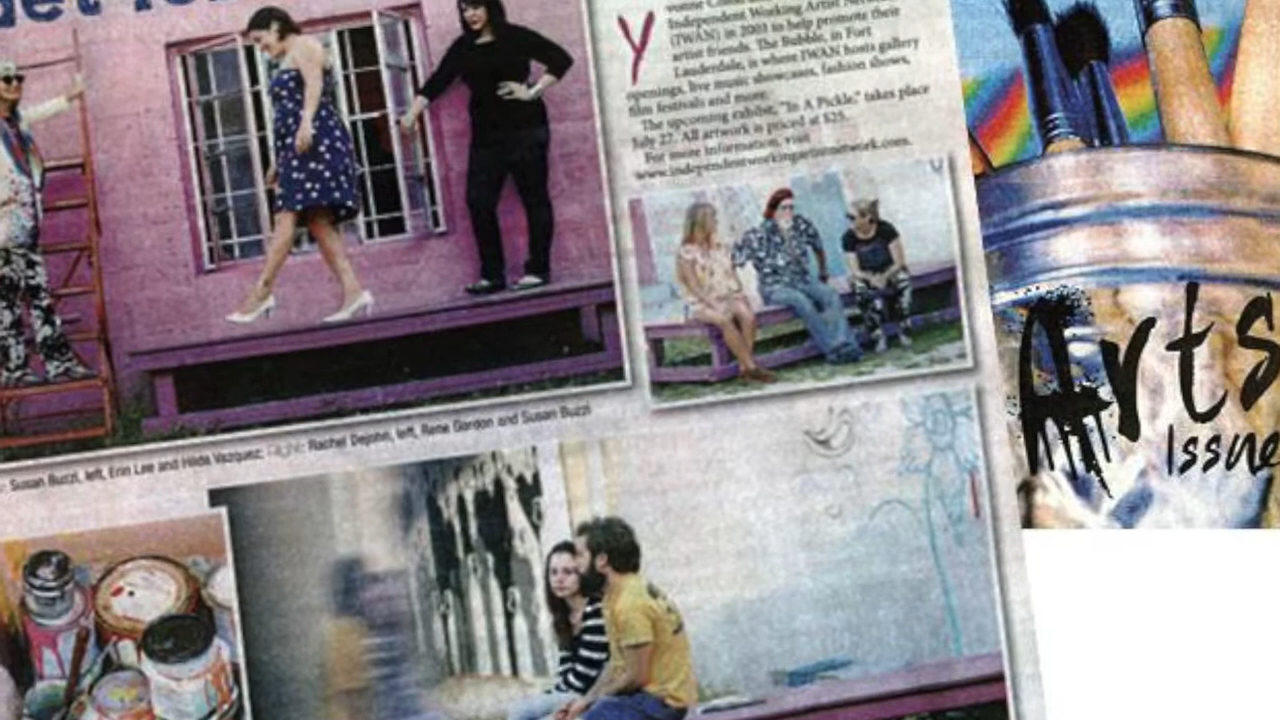 Y
Independent Working Artist
(IWAN) in 2003 to help promote their
artist friends. The Bubble, in Fort
Lauderdale, is where IWAN hosts gallery
openings, live music showcases, fashion shows,
film festivals and more.
The upcoming exhibit, "In A Pickle," takes place
July 27. All artwork is priced at $25.
For more information, visit
www.independentworkingartistnetwork.com.
Susan Buzzi, left, Erin Lee and Hilda Vazquez; Right: Rachel Dejohn, left, Rene Gordon and Susan Buzzi
Arts
Issue